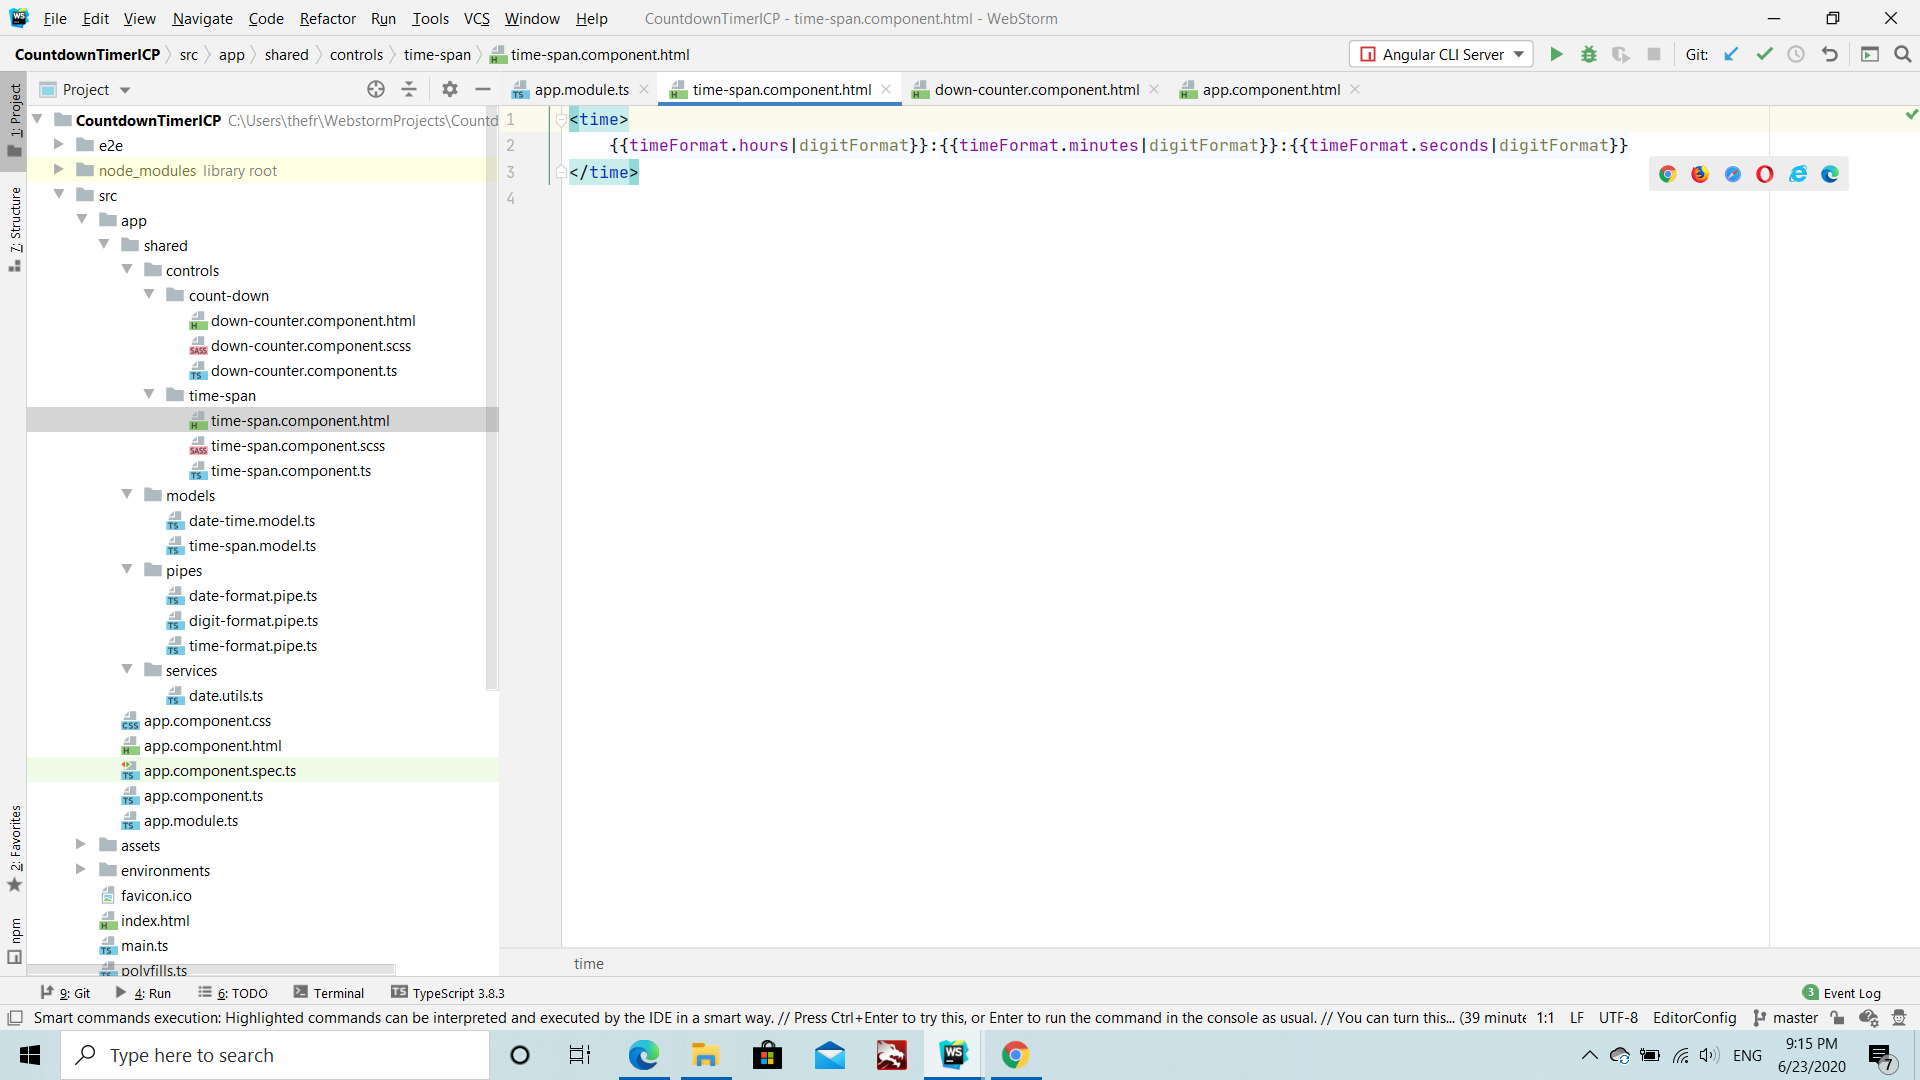 File Edit View Navigate Code Refactor Run Tools VCS Window Help CountdownTimerICP - time-span.component.html - WebStorm
CountdownTimerICP src app shared controls time-span time-span.component.html Angular CLI Server Git:
Project app.module.ts time-span.component.html down-counter.component.html app.component.html
1: Project
7: Structure
2: Favorites
npm
CountdownTimerICP C:\Users\thefr\WebstormProjects\Countd
e2e
node_modules library root
src
app
shared
controls
count-down
down-counter.component.html
down-counter.component.scss
down-counter.component.ts
time-span
time-span.component.html
time-span.component.scss
time-span.component.ts
models
date-time.model.ts
time-span.model.ts
pipes
date-format.pipe.ts
digit-format.pipe.ts
time-format.pipe.ts
services
date.utils.ts
app.component.css
app.component.html
app.component.spec.ts
app.component.ts
app.module.ts
assets
environments
favicon.ico
index.html
main.ts
polyfills.ts
1 <time>
2 {{timeFormat.hours|digitFormat}}:{{timeFormat.minutes|digitFormat}}:{{timeFormat.seconds|digitFormat}}
3 </time>
4
time
9: Git 4: Run 6: TODO Terminal TypeScript 3.8.3 3 Event Log
Smart commands execution: Highlighted commands can be interpreted and executed by the IDE in a smart way. // Press Ctrl+Enter to try this, or Enter to run the command in the console as usual. // You can turn this... (39 minute 1:1 LF UTF-8 EditorConfig master
Type here to search WS ENG 9:15 PM
6/23/2020 7